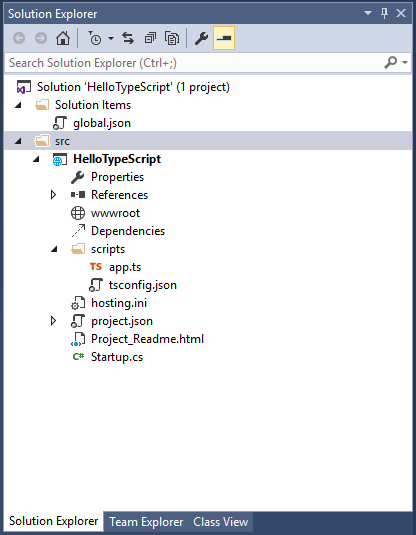 Solution Explorer
Search Solution Explorer (Ctrl+;)
Solution 'HelloTypeScript' (1 project)
Solution Items
global.json
src
HelloTypeScript
Properties
References
wwwroot
Dependencies
scripts
TS app.ts
tsconfig.json
hosting.ini
project.json
Project_Readme.html
C# Startup.cs
Solution Explorer Team Explorer Class View